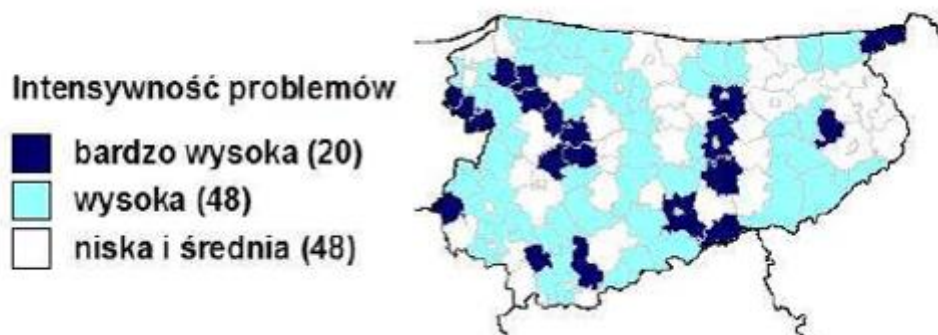 Intensywność problemów
bardzo wysoka (20)
wysoka (48)
niska i średnia (48)